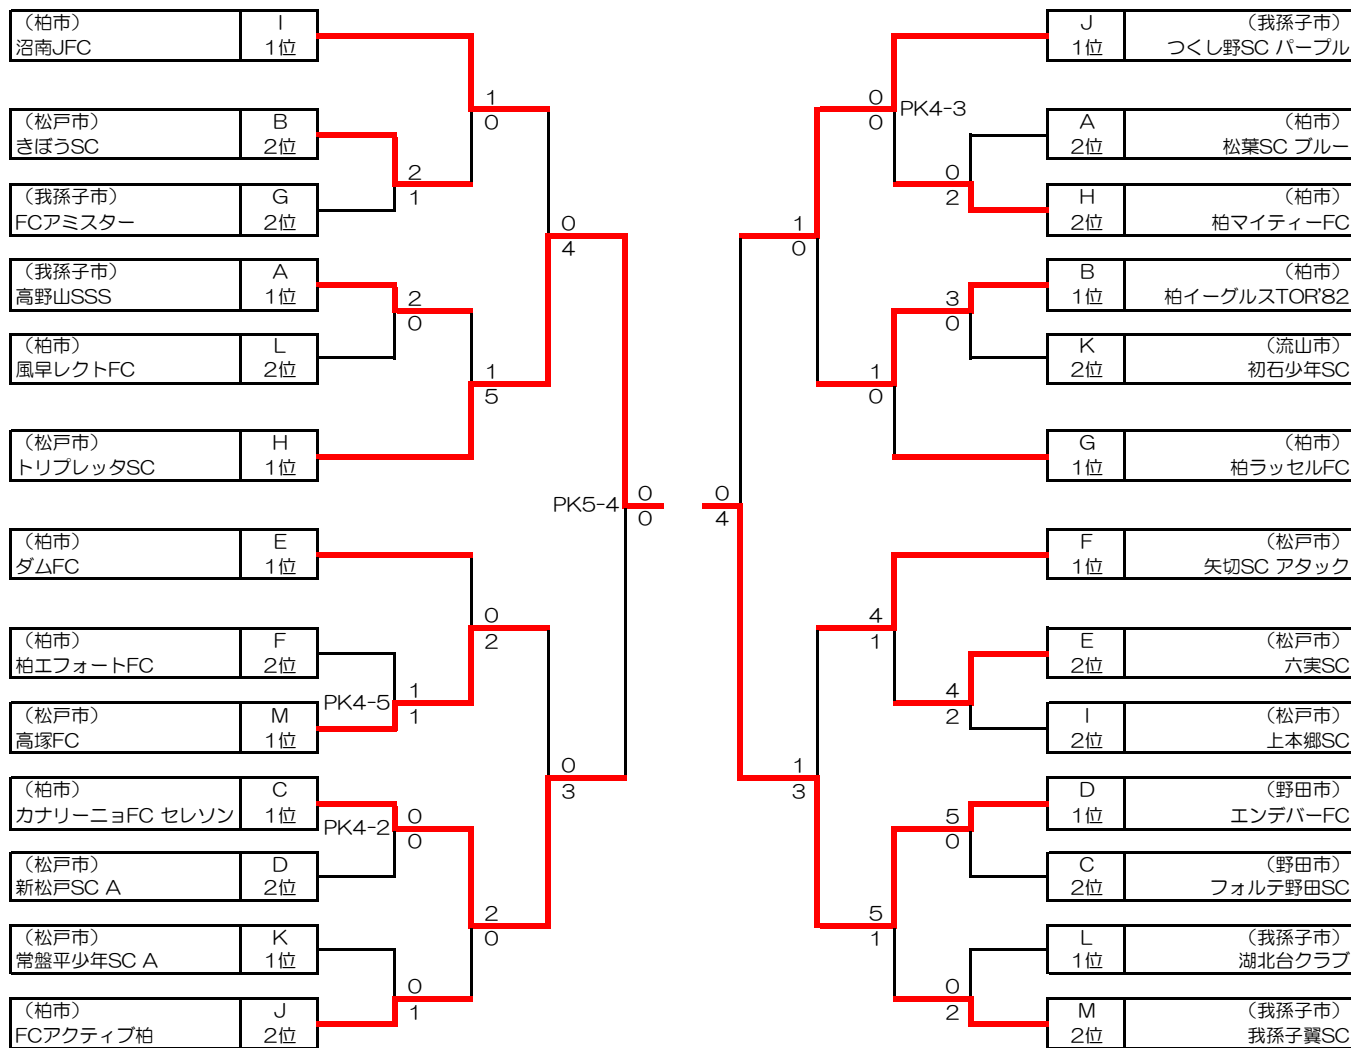 （柏市）
沼南JFC
I
1位
（松戸市）
きぼうSC
B
2位
（我孫子市）
FCアミスター
G
2位
（我孫子市）
高野山SSS
A
1位
（柏市）
風早レクトFC
L
2位
（松戸市）
トリプレッタSC
H
1位
（柏市）
ダムFC
E
1位
（柏市）
柏エフォートFC
F
2位
（松戸市）
高塚FC
M
1位
（柏市）
カナリーニョFC セレソン
C
1位
（松戸市）
新松戸SC A
D
2位
（松戸市）
常盤平少年SC A
K
1位
（柏市）
FCアクティブ柏
J
2位
2
1
2
0
PK4-5
1
1
PK4-2
0
0
0
1
1
0
1
5
0
2
2
0
0
4
0
3
PK5-4
0
0
0
4
1
0
1
3
0
0
PK4-3
1
0
4
1
5
1
0
2
3
0
4
2
5
0
0
2
J
1位
（我孫子市）
つくし野SC パープル
A
2位
（柏市）
松葉SC ブルー
H
2位
（柏市）
柏マイティーFC
B
1位
（柏市）
柏イーグルスTOR'82
K
2位
（流山市）
初石少年SC
G
1位
（柏市）
柏ラッセルFC
F
1位
（松戸市）
矢切SC アタック
E
2位
（松戸市）
六実SC
I
2位
（松戸市）
上本郷SC
D
1位
（野田市）
エンデバーFC
C
2位
（野田市）
フォルテ野田SC
L
1位
（我孫子市）
湖北台クラブ
M
2位
（我孫子市）
我孫子翼SC